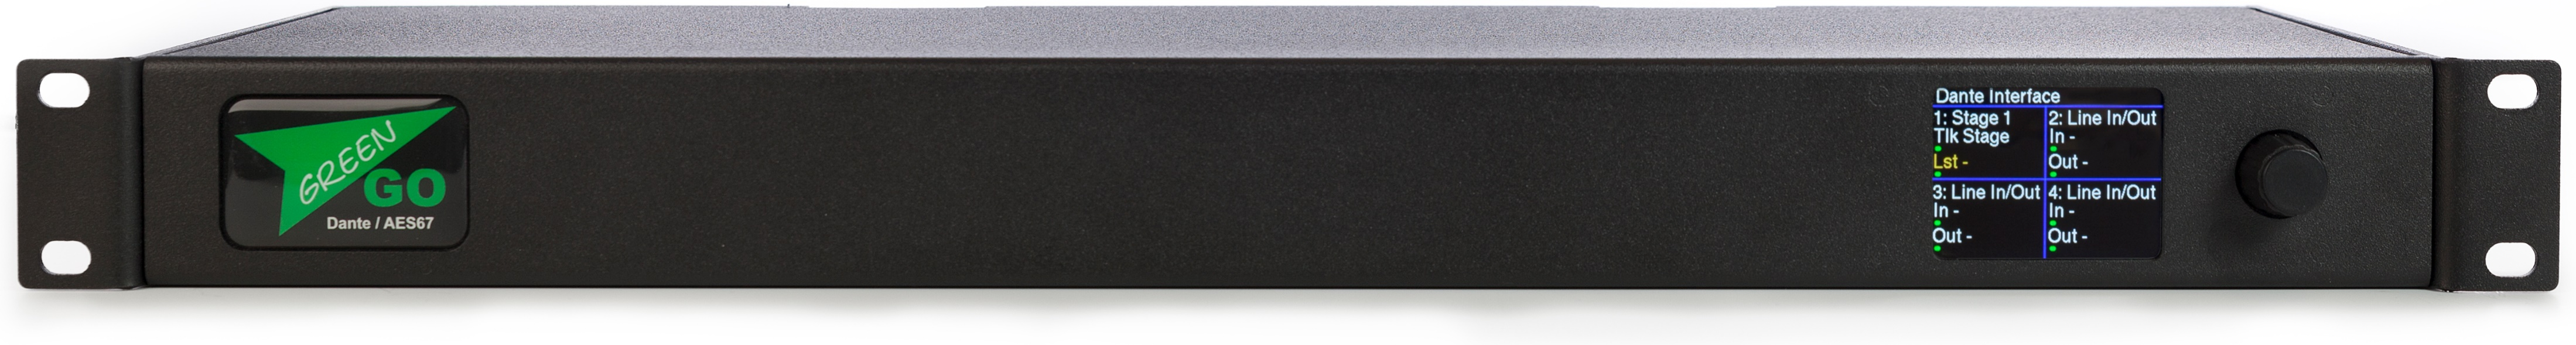 GREEN
GO
Dante / AES67
Dante Interface
1: Stage 1
Tlk Stage
Lst -
2: Line In/Out
In -
Out -
3: Line In/Out
In -
Out -
4: Line In/Out
In -
Out -